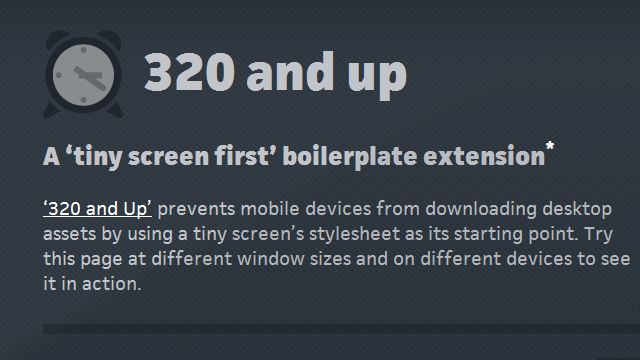 320 and up
A ‘tiny screen first’ boilerplate extension*
‘320 and Up’ prevents mobile devices from downloading desktop
assets by using a tiny screen’s stylesheet as its starting point. Try
this page at different window sizes and on different devices to see
it in action.